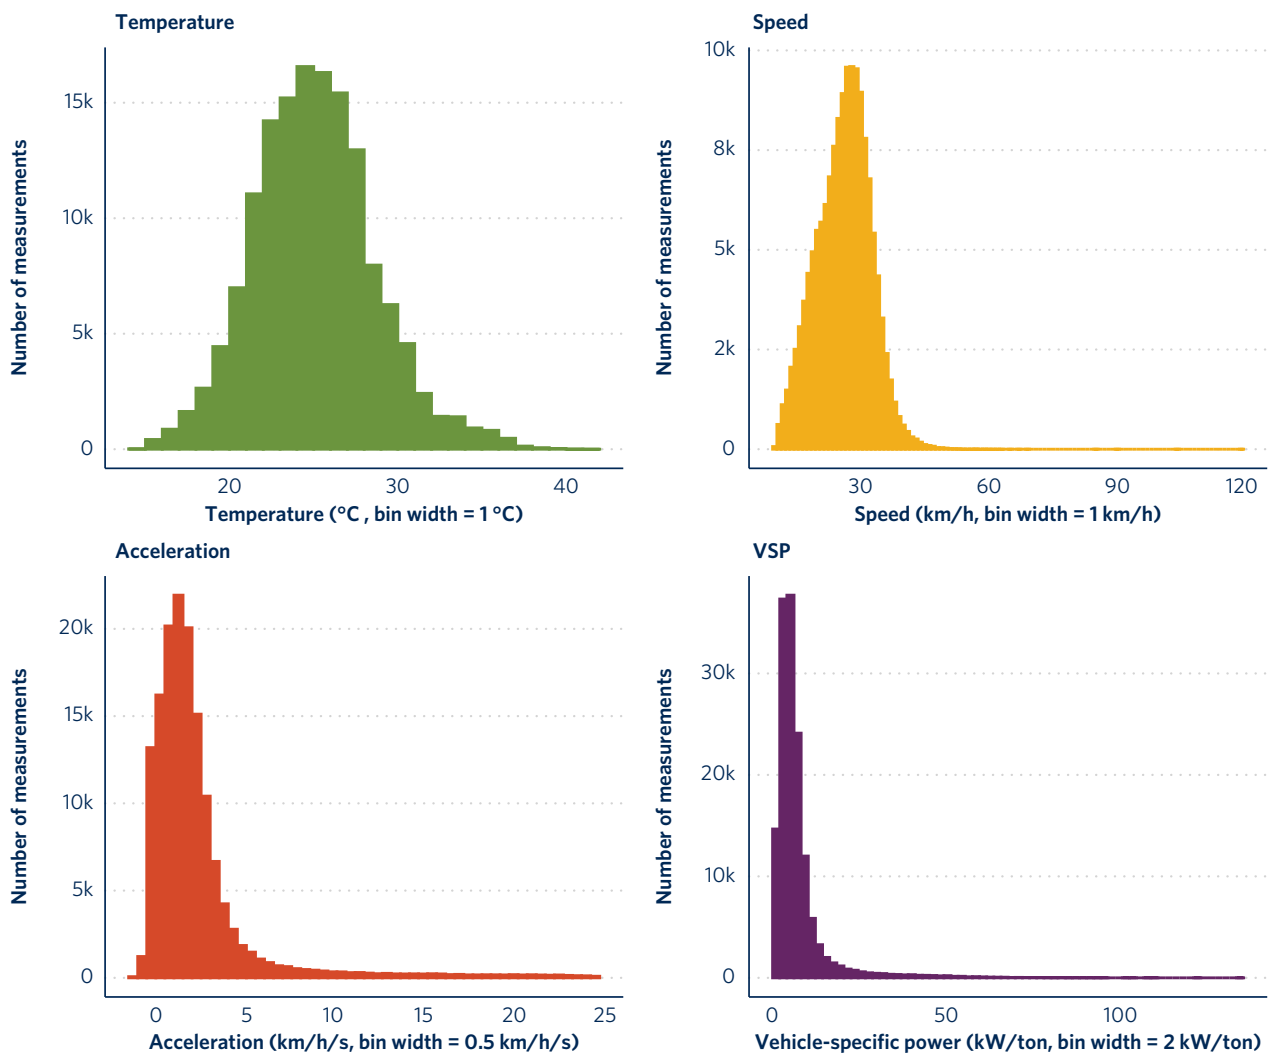 Temperature
Number of measurements
15k
10k
5k
0
20 30 40
Temperature (°C , bin width = 1 °C)
Speed
Number of measurements
10k
8k
5k
2k
0
30 60 90 120
Speed (km/h, bin width = 1 km/h)
Acceleration
Number of measurements
20k
15k
10k
5k
0
0 5 10 15 20 25
Acceleration (km/h/s, bin width = 0.5 km/h/s)
VSP
Number of measurements
30k
20k
10k
0
0 50 100
Vehicle-specific power (kW/ton, bin width = 2 kW/ton)